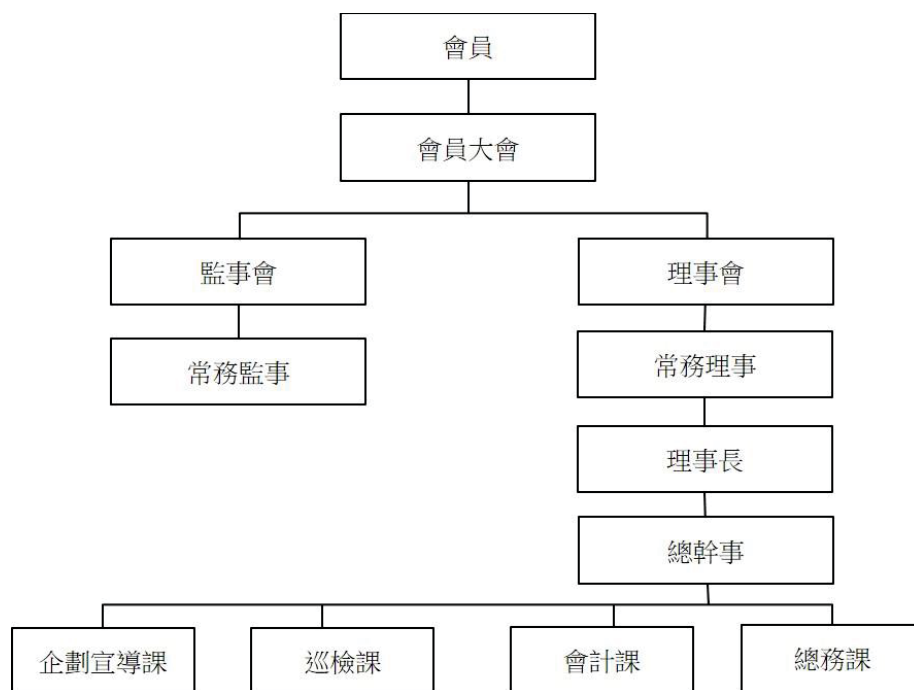 會員
會員大會
監事會
理事會
常務監事
常務理事
理事長
總幹事
企劃宣導課
巡檢課
會計課
總務課